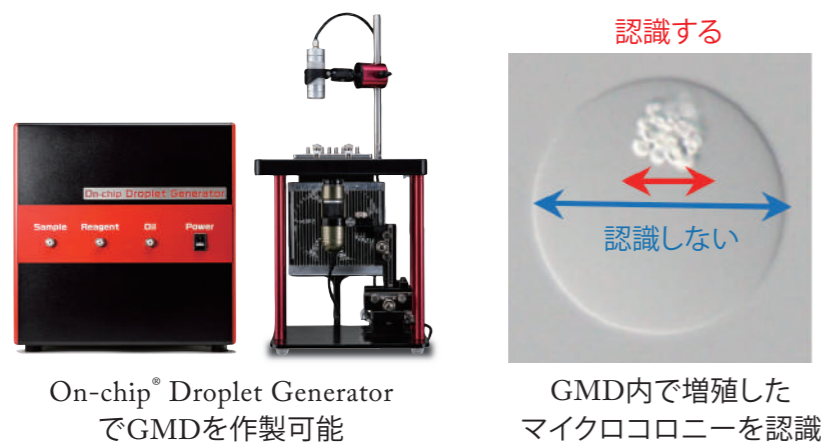 On-chip Droplet Generator
Sample Reagent Oil Power
On-chip® Droplet Generator
でGMDを作製可能
認識する
認識しない
GMD内で増殖した
マイクロコロニーを認識